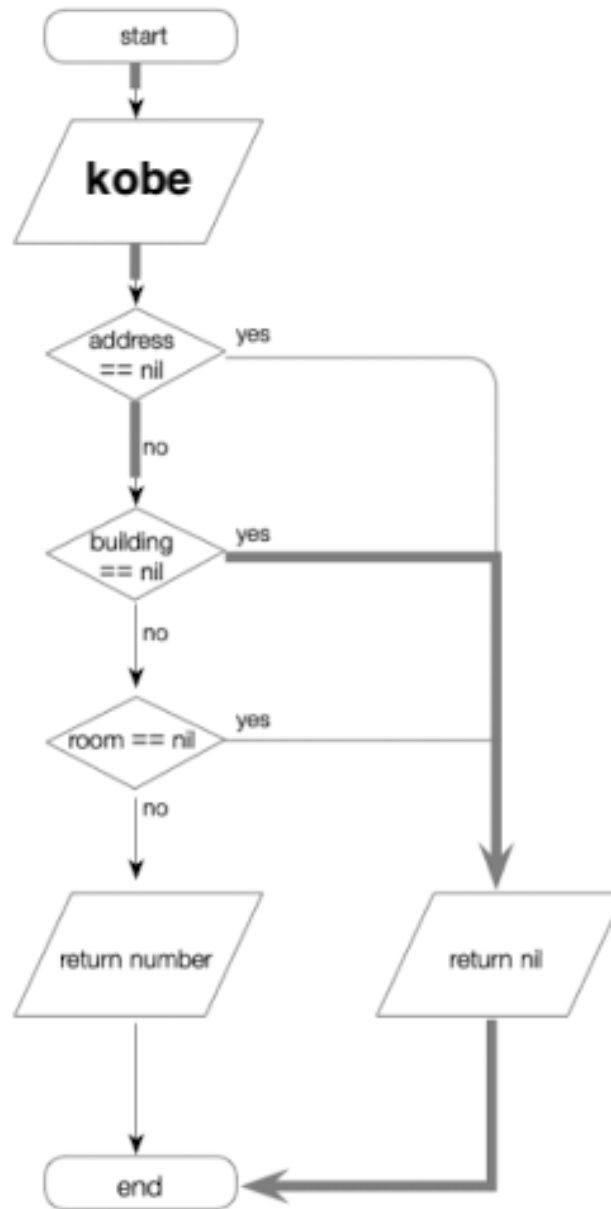 start
kobe
address
== nil
yes
no
building
== nil
yes
no
room == nil
yes
no
return number
return nil
end